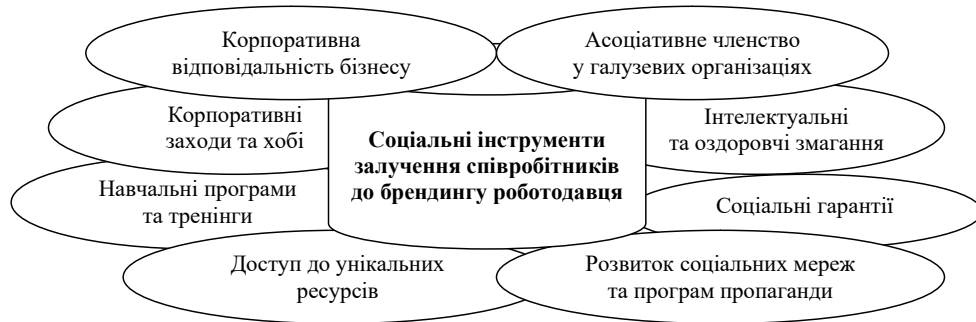 Корпоративна
відповідальність бізнесу
Асоціативне членство
у галузевих організаціях
Корпоративні
заходи та хобі
Соціальні інструменти
залучення співробітників
до брендингу роботодавця
Інтелектуальні
та оздоровчі змагання
Навчальні програми
та тренінги
Соціальні гарантії
Доступ до унікальних
ресурсів
Розвиток соціальних мереж
та програм пропаганди